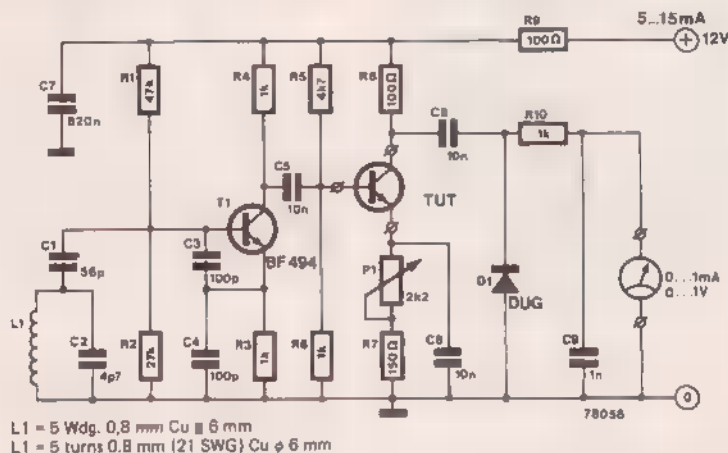 5...15mA
R9
100Ω
12V
C7
820n
R1
47k
R4
1k
R5
4k7
R8
100Ω
C8
10n
R10
1k
C5
10n
TUT
T1
BF 494
C1
56p
C3
100p
P1
2k2
D1
DUG
0...1mA
0...1V
L1
C2
4p7
R2
27k
C4
100p
R3
1k
R6
1k
R7
150Ω
C6
10n
C9
1n
78058
0
L1 = 5 Wdg. 0,8 mm Cu ≡ 6 mm
L1 = 5 turns 0.8 mm (21 SWG) Cu ϕ 6 mm